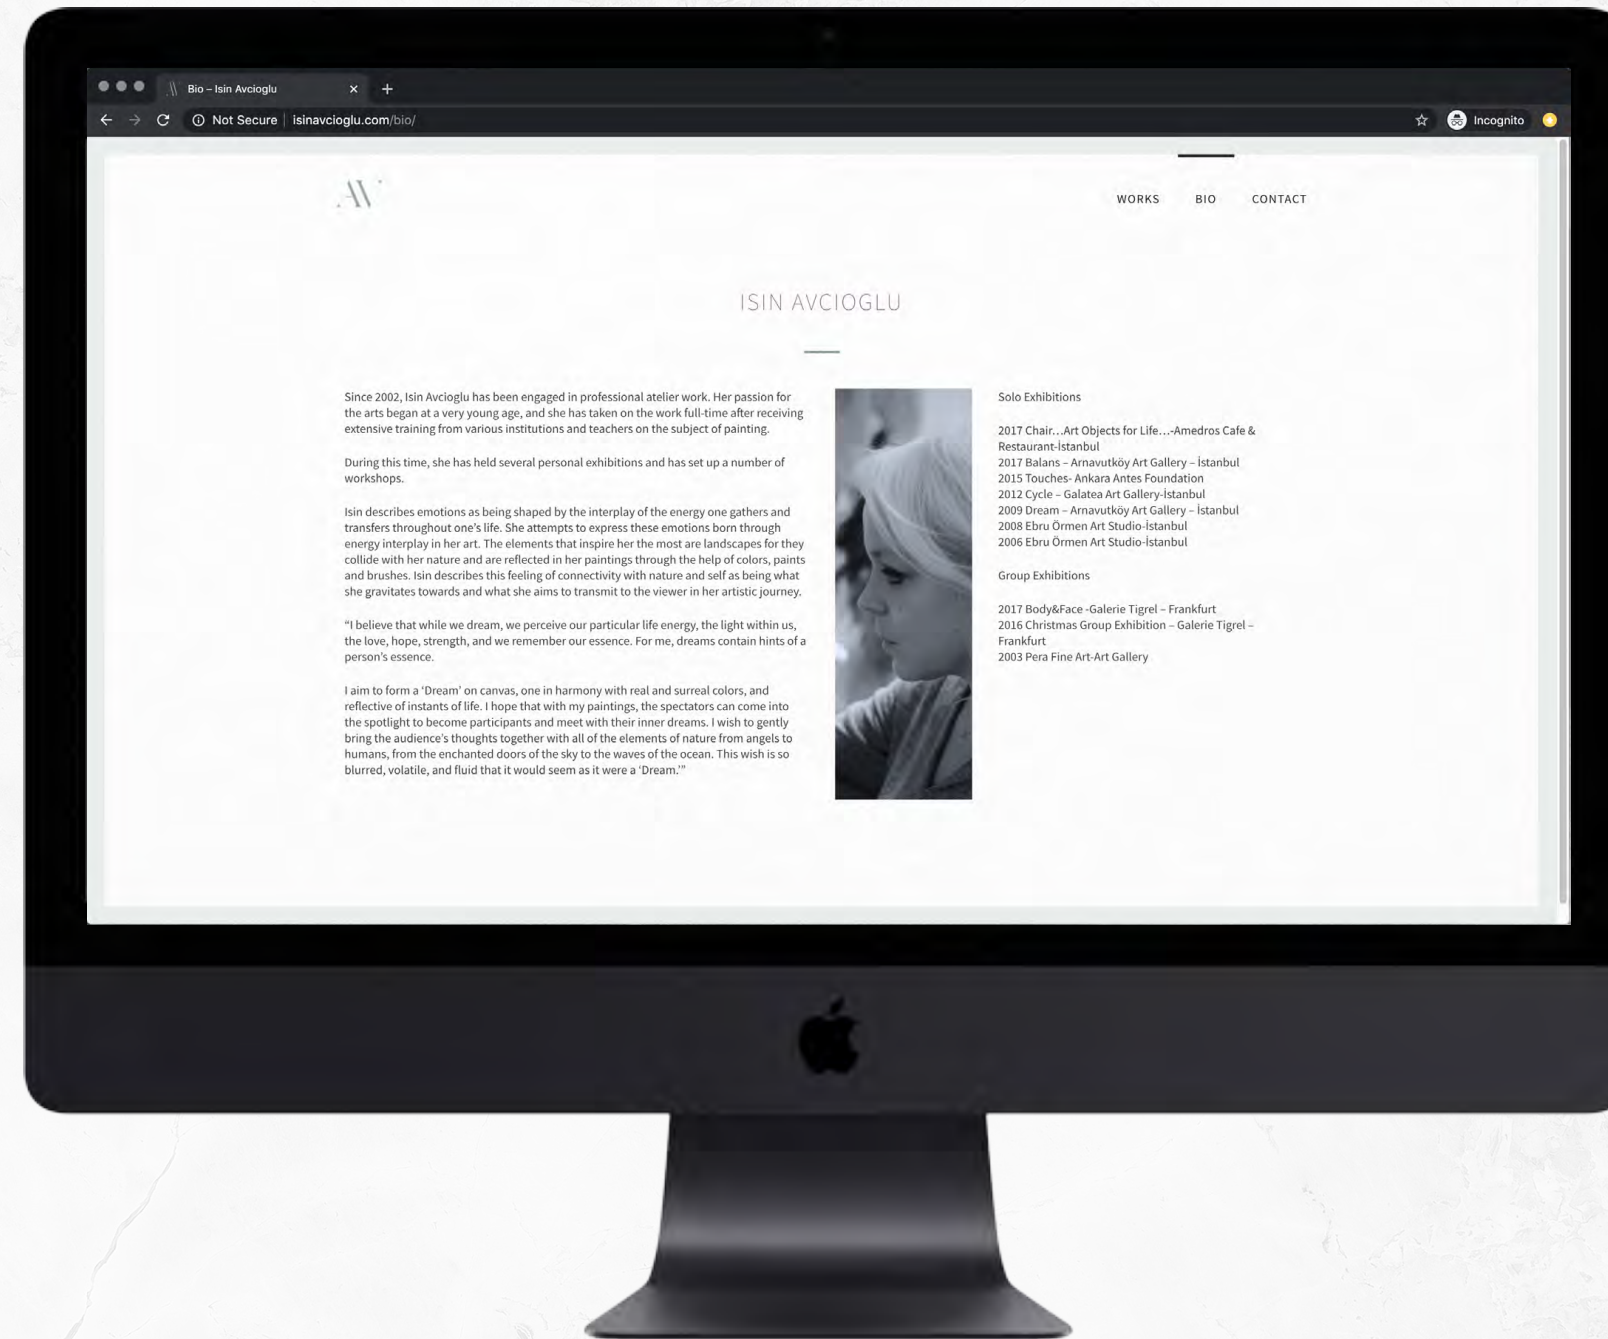 Bio – Isin Avcioglu
Not Secure | isinavcioglu.com/bio/
Incognito
AV
WORKS BIO CONTACT
ISIN AVCIOGLU
Since 2002, Isin Avcioglu has been engaged in professional atelier work. Her passion for
the arts began at a very young age, and she has taken on the work full-time after receiving
extensive training from various institutions and teachers on the subject of painting.
During this time, she has held several personal exhibitions and has set up a number of
workshops.
Isin describes emotions as being shaped by the interplay of the energy one gathers and
transfers throughout one’s life. She attempts to express these emotions born through
energy interplay in her art. The elements that inspire her the most are landscapes for they
collide with her nature and are reflected in her paintings through the help of colors, paints
and brushes. Isin describes this feeling of connectivity with nature and self as being what
she gravitates towards and what she aims to transmit to the viewer in her artistic journey.
“I believe that while we dream, we perceive our particular life energy, the light within us,
the love, hope, strength, and we remember our essence. For me, dreams contain hints of a
person’s essence.
I aim to form a ‘Dream’ on canvas, one in harmony with real and surreal colors, and
reflective of instants of life. I hope that with my paintings, the spectators can come into
the spotlight to become participants and meet with their inner dreams. I wish to gently
bring the audience’s thoughts together with all of the elements of nature from angels to
humans, from the enchanted doors of the sky to the waves of the ocean. This wish is so
blurred, volatile, and fluid that it would seem as it were a ‘Dream.’”
Solo Exhibitions
2017 Chair…Art Objects for Life…-Amedros Cafe &
Restaurant-İstanbul
2017 Balans – Arnavutköy Art Gallery – İstanbul
2015 Touches- Ankara Antes Foundation
2012 Cycle – Galatea Art Gallery-İstanbul
2009 Dream – Arnavutköy Art Gallery – İstanbul
2008 Ebru Örmen Art Studio-İstanbul
2006 Ebru Örmen Art Studio-İstanbul
Group Exhibitions
2017 Body&Face -Galerie Tigrel – Frankfurt
2016 Christmas Group Exhibition – Galerie Tigrel –
Frankfurt
2003 Pera Fine Art-Art Gallery